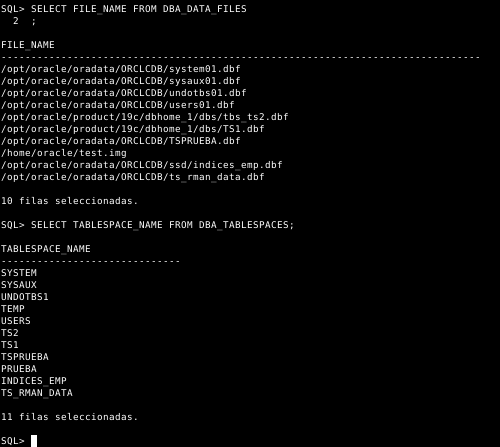 SQL> SELECT FILE_NAME FROM DBA_DATA_FILES
  2  ;
FILE_NAME
--------------------------------------------------------------------------------
/opt/oracle/oradata/ORCLCDB/system01.dbf
/opt/oracle/oradata/ORCLCDB/sysaux01.dbf
/opt/oracle/oradata/ORCLCDB/undotbs01.dbf
/opt/oracle/oradata/ORCLCDB/users01.dbf
/opt/oracle/product/19c/dbhome_1/dbs/tbs_ts2.dbf
/opt/oracle/product/19c/dbhome_1/dbs/TS1.dbf
/opt/oracle/oradata/ORCLCDB/TSPRUEBA.dbf
/home/oracle/test.img
/opt/oracle/oradata/ORCLCDB/ssd/indices_emp.dbf
/opt/oracle/oradata/ORCLCDB/ts_rman_data.dbf
10 filas seleccionadas.
SQL> SELECT TABLESPACE_NAME FROM DBA_TABLESPACES;
TABLESPACE_NAME
------------------------------
SYSTEM
SYSAUX
UNDOTBS1
TEMP
USERS
TS2
TS1
TSPRUEBA
PRUEBA
INDICES_EMP
TS_RMAN_DATA
11 filas seleccionadas.
SQL>